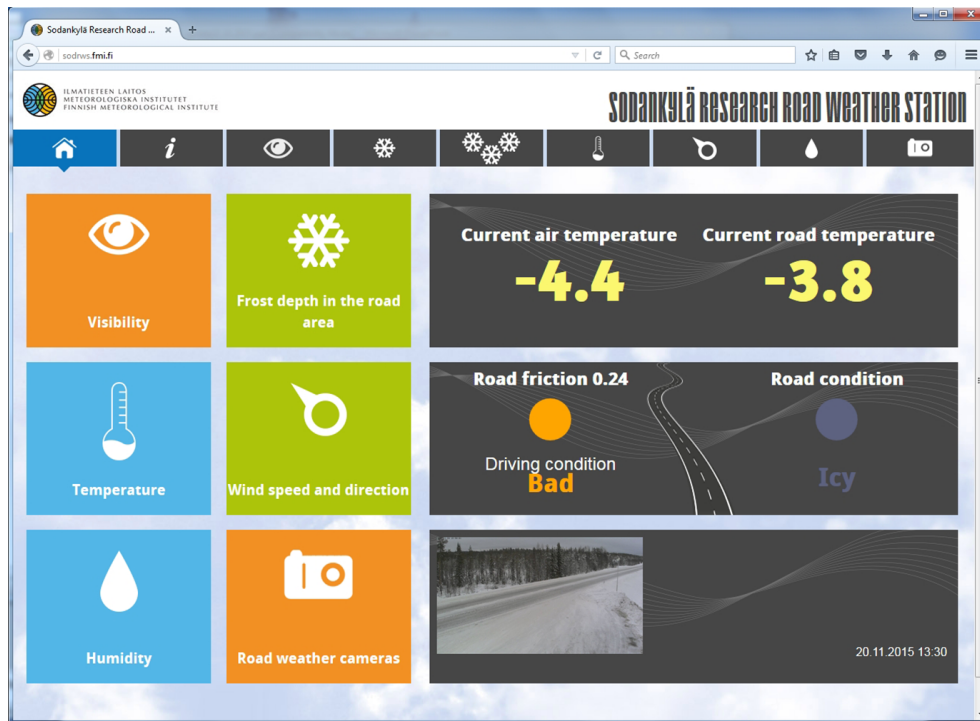 Sodankylä Research Road ...
sodrws.fmi.fi
Search
ILMATIETEEN LAITOS
METEOROLOGISKA INSTITUTET
FINNISH METEOROLOGICAL INSTITUTE
SODANKYLÄ RESEARCH ROAD WEATHER STATION
i
Visibility
Frost depth in the road
area
Current air temperature
-4.4
Current road temperature
-3.8
Temperature
Wind speed and direction
Road friction 0.24
Driving condition
Bad
Road condition
Icy
Humidity
Road weather cameras
20.11.2015 13:30